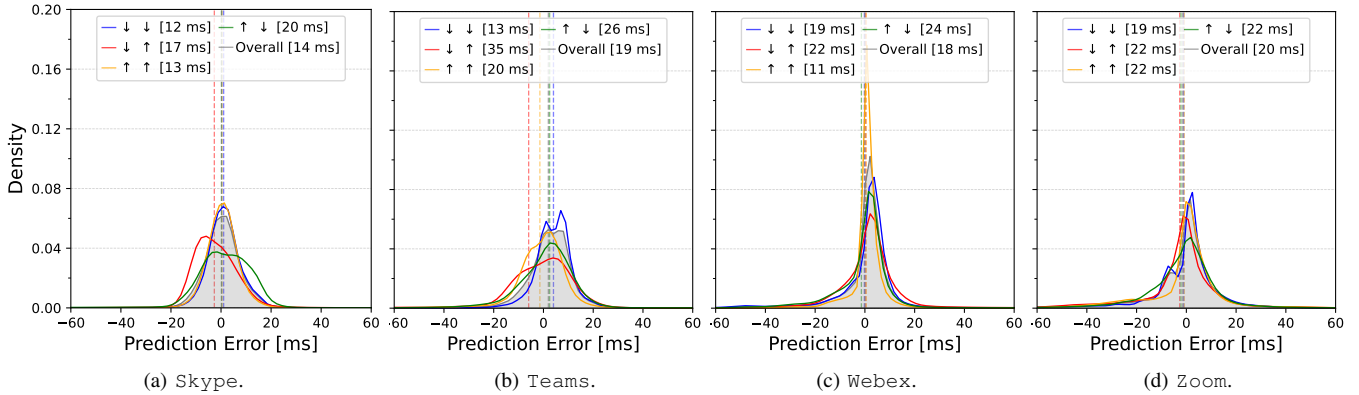 0.20
0.16
0.12
0.08
0.04
0.00
Density
↓ ↓ [12 ms]
↓ ↑ [17 ms]
↑ ↑ [13 ms]
↑ ↓ [20 ms]
Overall [14 ms]
−60 −40 −20 0 20 40 60
Prediction Error [ms]
(a) Skype.
↓ ↓ [13 ms]
↓ ↑ [35 ms]
↑ ↑ [20 ms]
↑ ↓ [26 ms]
Overall [19 ms]
-60 −40 −20 0 20 40 60
Prediction Error [ms]
(b) Teams.
↓ ↓ [19 ms]
↓ ↑ [22 ms]
↑ ↑ [11 ms]
↑ ↓ [24 ms]
Overall [18 ms]
-60 −40 −20 0 20 40 60
Prediction Error [ms]
(c) Webex.
↓ ↓ [19 ms]
↓ ↑ [22 ms]
↑ ↑ [22 ms]
↑ ↓ [22 ms]
Overall [20 ms]
-60 −40 −20 0 20 40 60
Prediction Error [ms]
(d) Zoom.